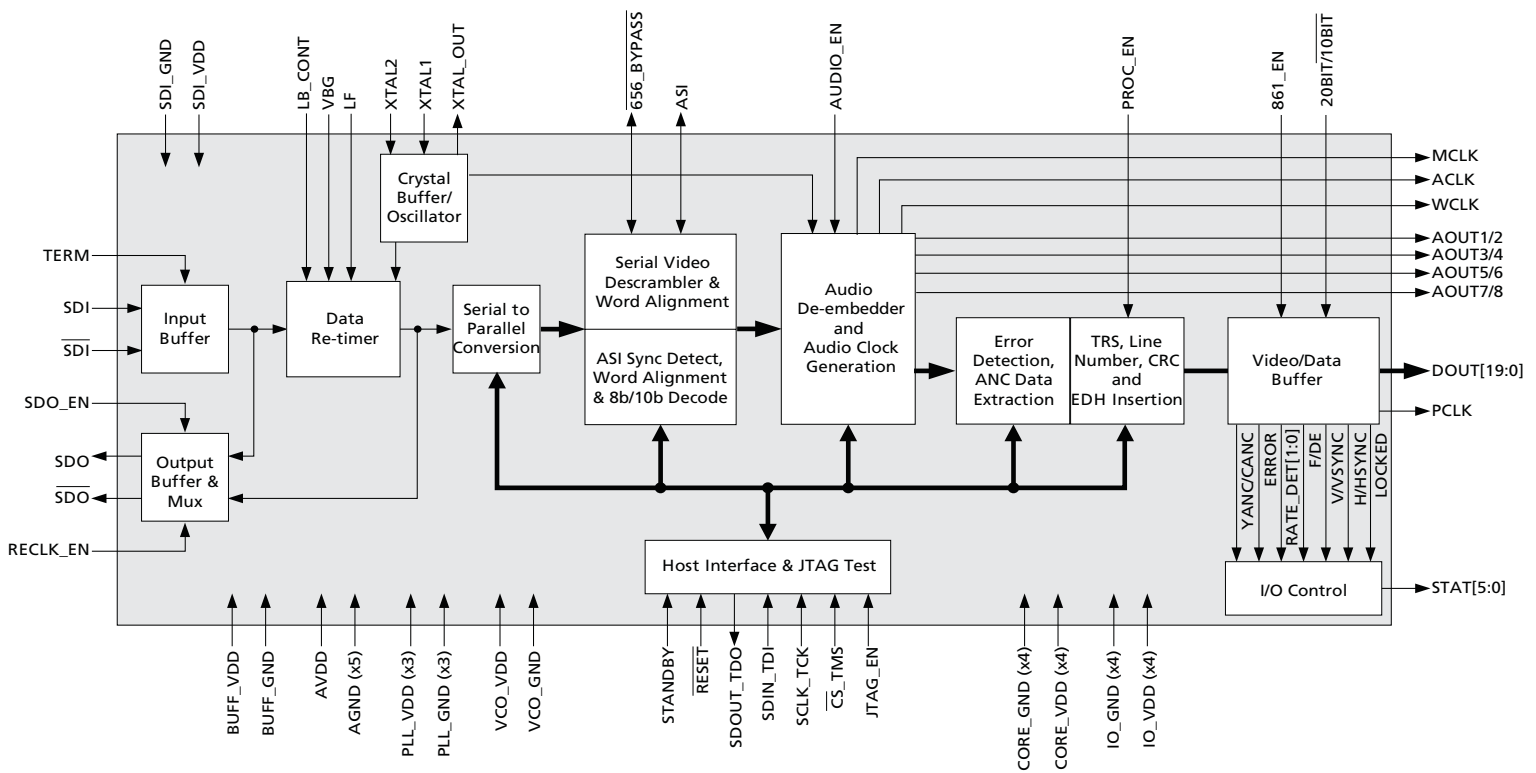 SDI_GND
SDI_VDD
LB_CONT
VBG
LF
XTAL2
XTAL1
XTAL_OUT
656_BYPASS
ASI
AUDIO_EN
PROC_EN
861_EN
20BIT/10BIT
Crystal
Buffer/
Oscillator
MCLK
ACLK
WCLK
AOUT1/2
AOUT3/4
AOUT5/6
AOUT7/8
TERM
SDI
SDI
Input
Buffer
Data
Re-timer
Serial to
Parallel
Conversion
Serial Video
Descrambler &
Word Alignment
ASI Sync Detect,
Word Alignment
& 8b/10b Decode
Audio
De-embedder
and
Audio Clock
Generation
Error
Detection,
ANC Data
Extraction
TRS, Line
Number, CRC
and
EDH Insertion
Video/Data
Buffer
DOUT[19:0]
PCLK
SDO_EN
SDO
SDO
RECLK_EN
Output
Buffer &
Mux
YANC/CANC
ERROR
RATE_DET[1:0]
F/DE
V/VSYNC
H/HSYNC
LOCKED
Host Interface & JTAG Test
I/O Control
STAT[5:0]
BUFF_VDD
BUFF_GND
AVDD
AGND (x5)
PLL_VDD (x3)
PLL_GND (x3)
VCO_VDD
VCO_GND
STANDBY
RESET
SDOUT_TDO
SDIN_TDI
SCLK_TCK
CS_TMS
JTAG_EN
CORE_GND (x4)
CORE_VDD (x4)
IO_GND (x4)
IO_VDD (x4)